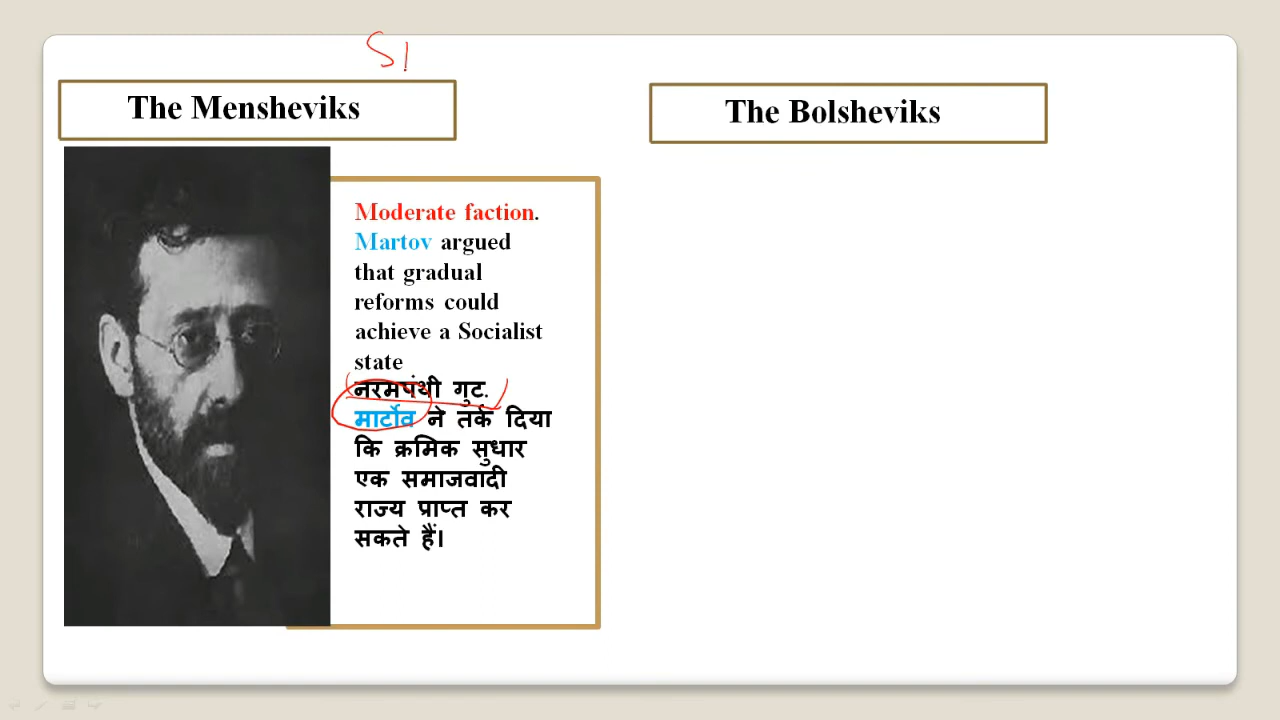 SI
The Mensheviks
The Bolsheviks
Moderate faction.
Martov argued
that gradual
reforms could
achieve a Socialist
state
नरमपंथी गुट.
मार्टोव ने तर्क दिया
कि क्रमिक सुधार
एक समाजवादी
राज्य प्राप्त कर
सकते हैं।